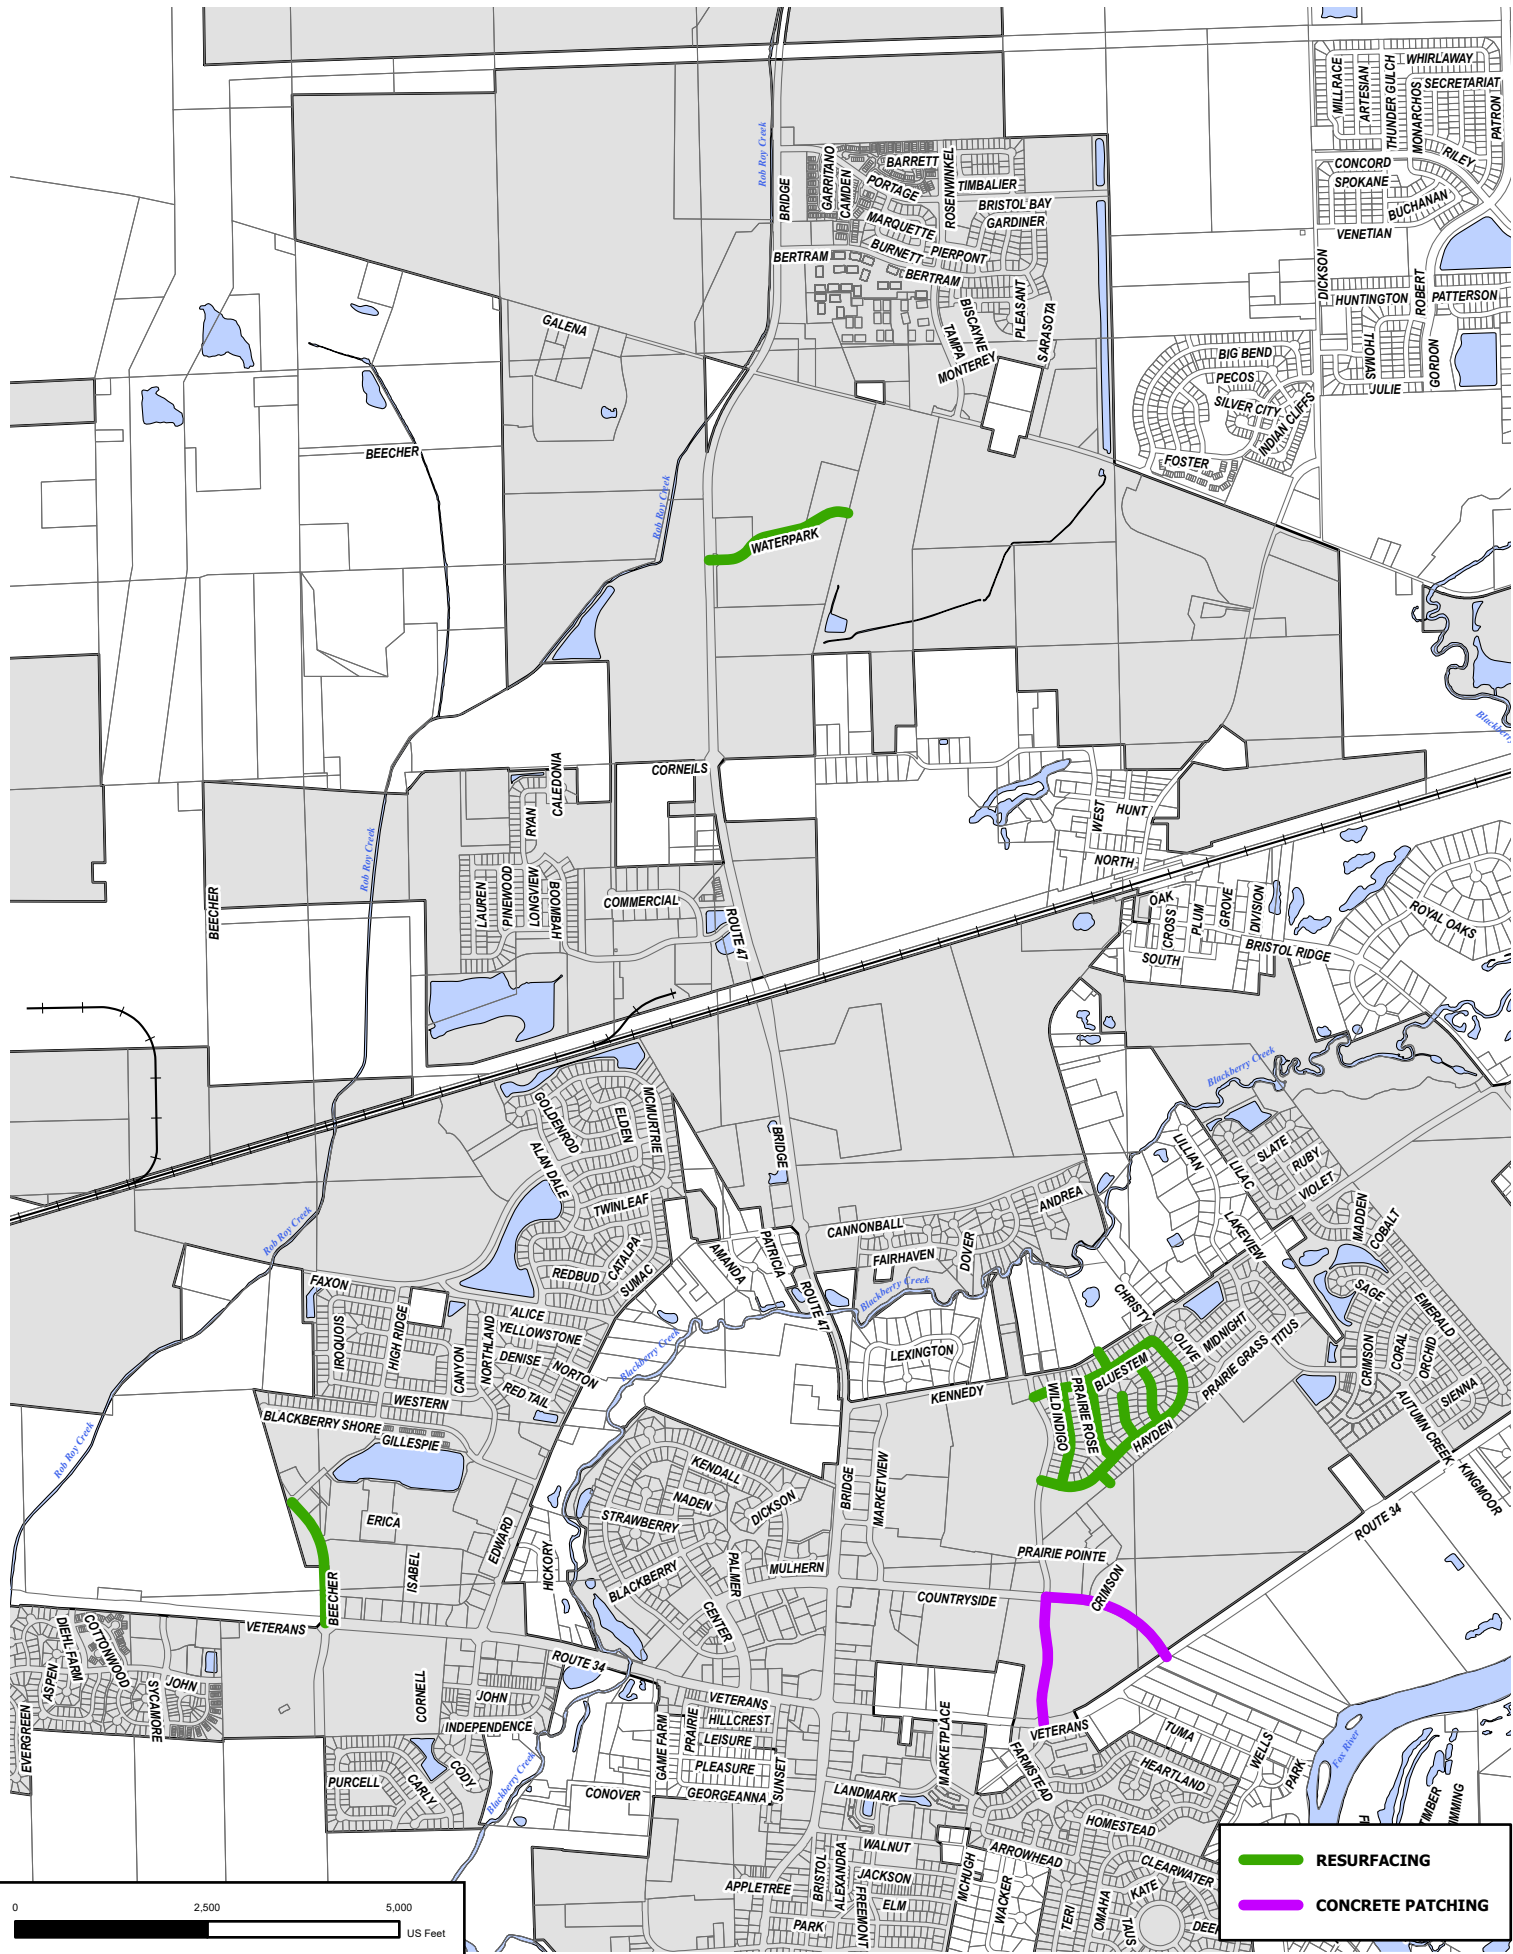 WHIRLAWAY
SECRETARIAT
MILLRACE
ARTESIAN
THUNDER GULCH
MONARCHOS
PATRON
RILEY
CONCORD
SPOKANE
BUCHANAN
VENETIAN
Rob Roy Creek
BRIDGE
GARRITANO
CAMDEN
BARRETT
PORTAGE
ROSENWINKEL
TIMBALIER
BRISTOL BAY
GARDINER
MARQUETTE
BURNETT
PIERPONT
BERTRAM
BERTRAM
BISCAYNE
TAMPA
PLEASANT
SARASOTA
MONTEREY
DICKSON
HUNTINGTON
ROBERT
PATTERSON
THOMAS
GORDON
JULIE
BIG BEND
PECOS
SILVER CITY
INDIAN CLIFFS
FOSTER
GALENA
BEECHER
Rob Roy Creek
WATERPARK
Blackberry
CORNEILS
CALEDONIA
RYAN
LAUREN
PINEWOOD
LONGVIEW
BOOMBAH
COMMERCIAL
ROUTE 47
BEECHER
Rob Roy Creek
WEST
HUNT
NORTH
OAK
CROSS
PLUM
GROVE
DIVISION
SOUTH
BRISTOL RIDGE
ROYAL OAKS
Blackberry Creek
GOLDENROD
ELDEN
MCMURTRIE
ALAN DALE
TWINLEAF
CATALPA
REDBUD
SUMAC
BRIDGE
LILLIAN
LILAC
SLATE
RUBY
VIOLET
MADDEN
COBALT
LAKEVIEW
ANDREA
CANNONBALL
FAIRHAVEN
DOVER
PATRICIA
AMANDA
ROUTE 47
Blackberry Creek
Rob Roy Creek
FAXON
IROQUOIS
HIGH RIDGE
ALICE
YELLOWSTONE
NORTHLAND
CANYON
DENISE
NORTON
RED TAIL
WESTERN
BLACKBERRY SHORE
GILLESPIE
Blackberry Creek
CHRISTY
LEXINGTON
KENNEDY
SAGE
EMERALD
CRIMSON
CORAL
ORCHID
SIENNA
AUTUMN CREEK
KINGMOOR
OLIVE
MIDNIGHT
TITUS
PRAIRIE GRASS
BLUESTEM
WILD INDIGO
PRAIRIE ROSE
HAYDEN
Rob Roy Creek
ERICA
ISABEL
EDWARD
HICKORY
BEECHER
VETERANS
KENDALL
NADEN
DICKSON
STRAWBERRY
BLACKBERRY
PALMER
MULHERN
CENTER
BRIDGE
MARKETVIEW
COUNTRYSIDE
PRAIRIE POINTE
CRIMSON
ROUTE 34
ROUTE 34
DIEHL FARM
COTTONWOOD
ASPEN
SYCAMORE
JOHN
EVERGREEN
CORNELL
JOHN
INDEPENDENCE
PURCELL
CARLY
CODY
Blackberry Creek
CONOVER
GAME FARM
PRAIRIE
VETERANS
HILLCREST
LEISURE
PLEASURE
GEORGEANNA
SUNSET
MARKETPLACE
LANDMARK
VETERANS
FARMSTEAD
TUMA
WELLS
PARK
HEARTLAND
HOMESTEAD
Fox River
TIMBER
ARROWHEAD
CLEARWATER
KATE
TERI
OMAHA
TAUS
MCHUGH
WACKER
WALNUT
JACKSON
ELM
FREEMONT
ALEXANDRA
BRISTOL
APPLETREE
PARK
RESURFACING
CONCRETE PATCHING
0 2,500 5,000
US Feet